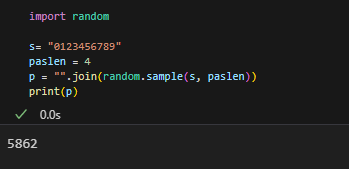 import random
s= "0123456789"
paslen = 4
p = "".join(random.sample(s, paslen))
print(p)
0.0s
5862